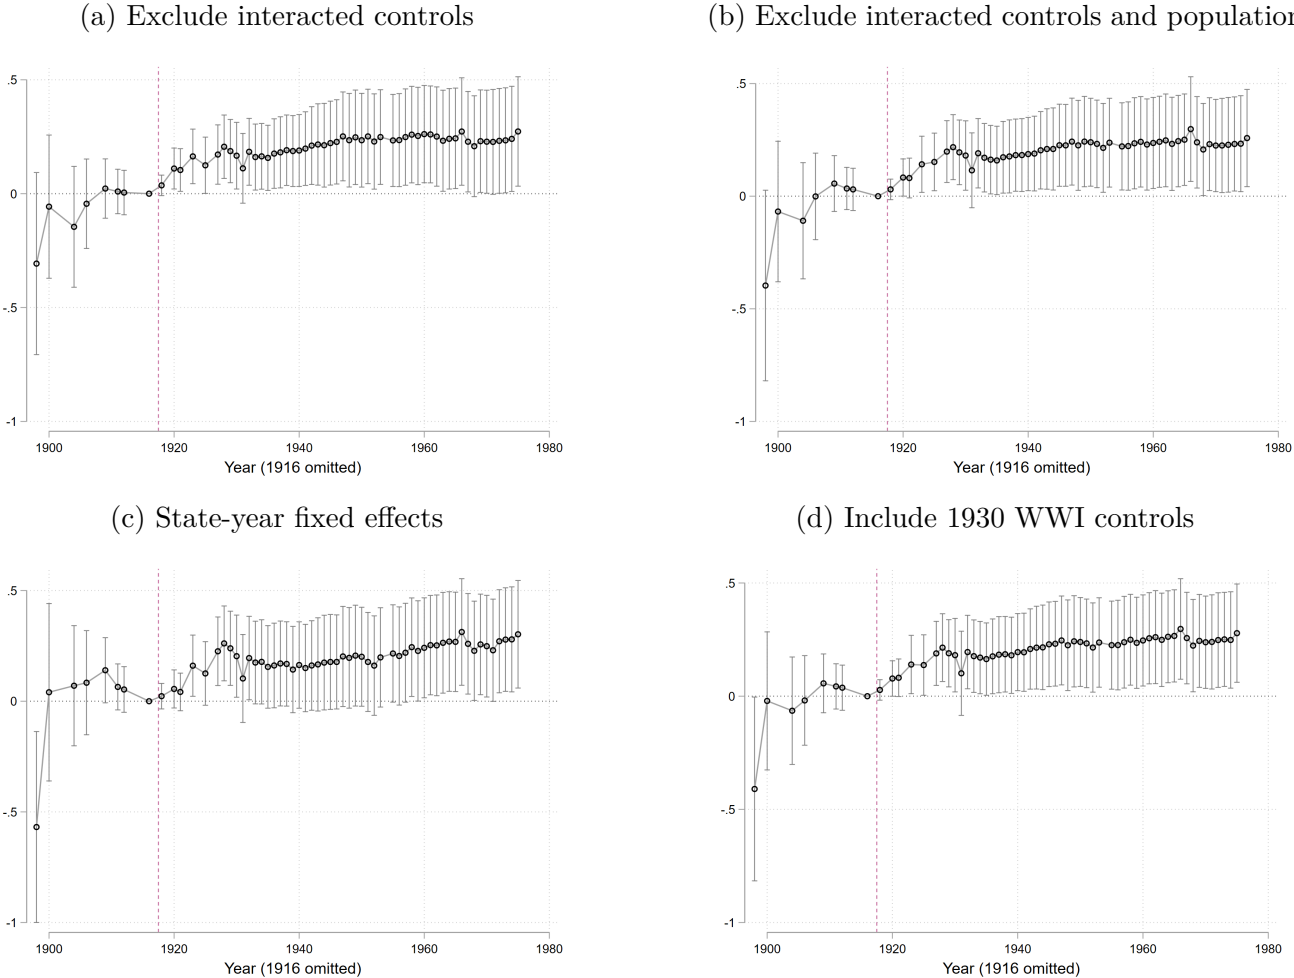 (a) Exclude interacted controls
.5
0
-.5
-1
1900 1920 1940 1960 1980
Year (1916 omitted)
(b) Exclude interacted controls and population
.5
0
-.5
-1
1900 1920 1940 1960 1980
Year (1916 omitted)
(c) State-year fixed effects
.5
0
-.5
-1
1900 1920 1940 1960 1980
Year (1916 omitted)
(d) Include 1930 WWI controls
.5
0
-.5
-1
1900 1920 1940 1960 1980
Year (1916 omitted)